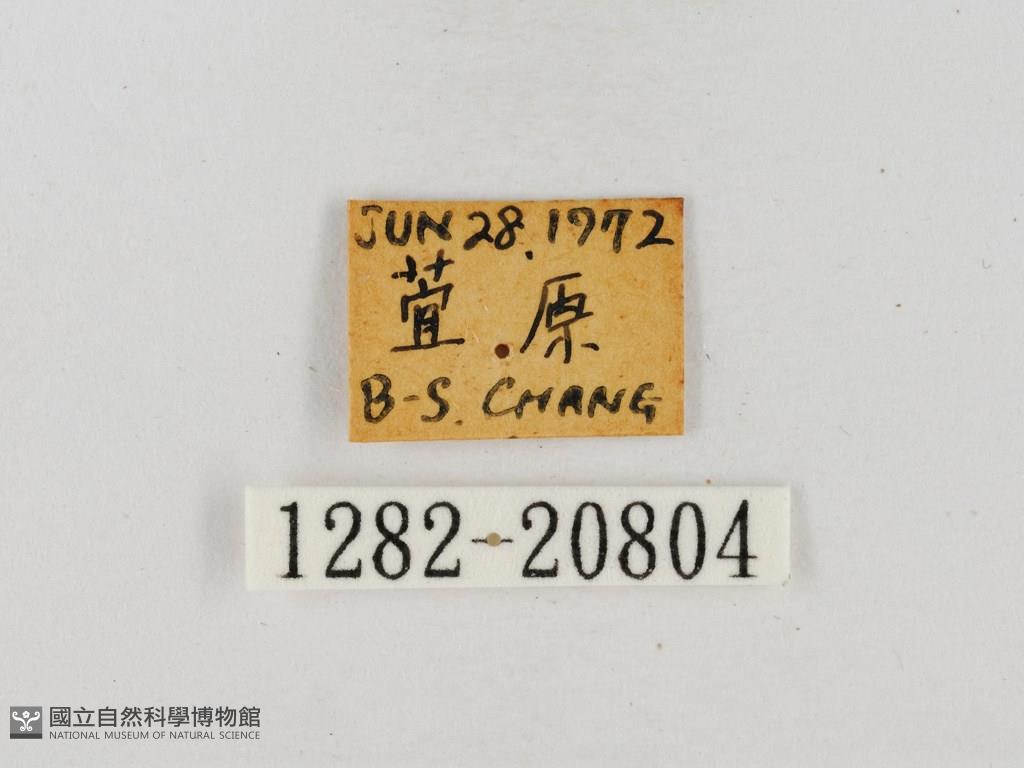 JUN 28. 1972
萱原
B-S. CHANG
1282-20804
國立自然科學博物館
NATIONAL MUSEUM OF NATURAL SCIENCE